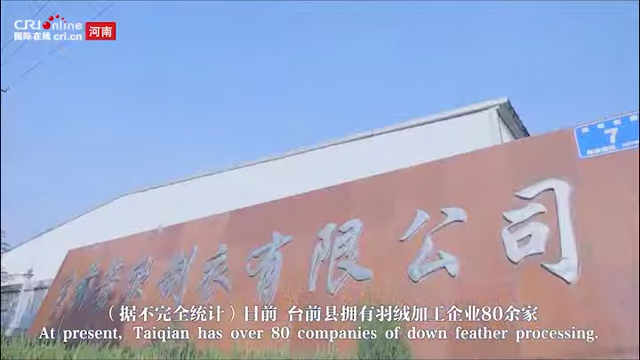 CRI Online
国际在线 cri.cn
河南
7
制衣有限公司
（据不完全统计）目前 台前县拥有羽绒加工企业80余家
At present, Taiqian has over 80 companies of down feather processing.